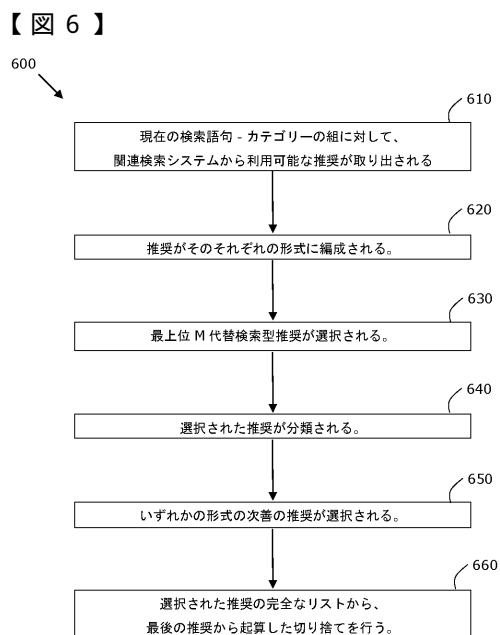 【図６】
600
610
現在の検索語句 - カテゴリーの組に対して、
関連検索システムから利用可能な推奨が取り出される
620
推奨がそのそれぞれの形式に編成される。
630
最上位 M 代替検索型推奨が選択される。
640
選択された推奨が分類される。
650
いずれかの形式の次善の推奨が選択される。
660
選択された推奨の完全なリストから、
最後の推奨から起算した切り捨てを行う。